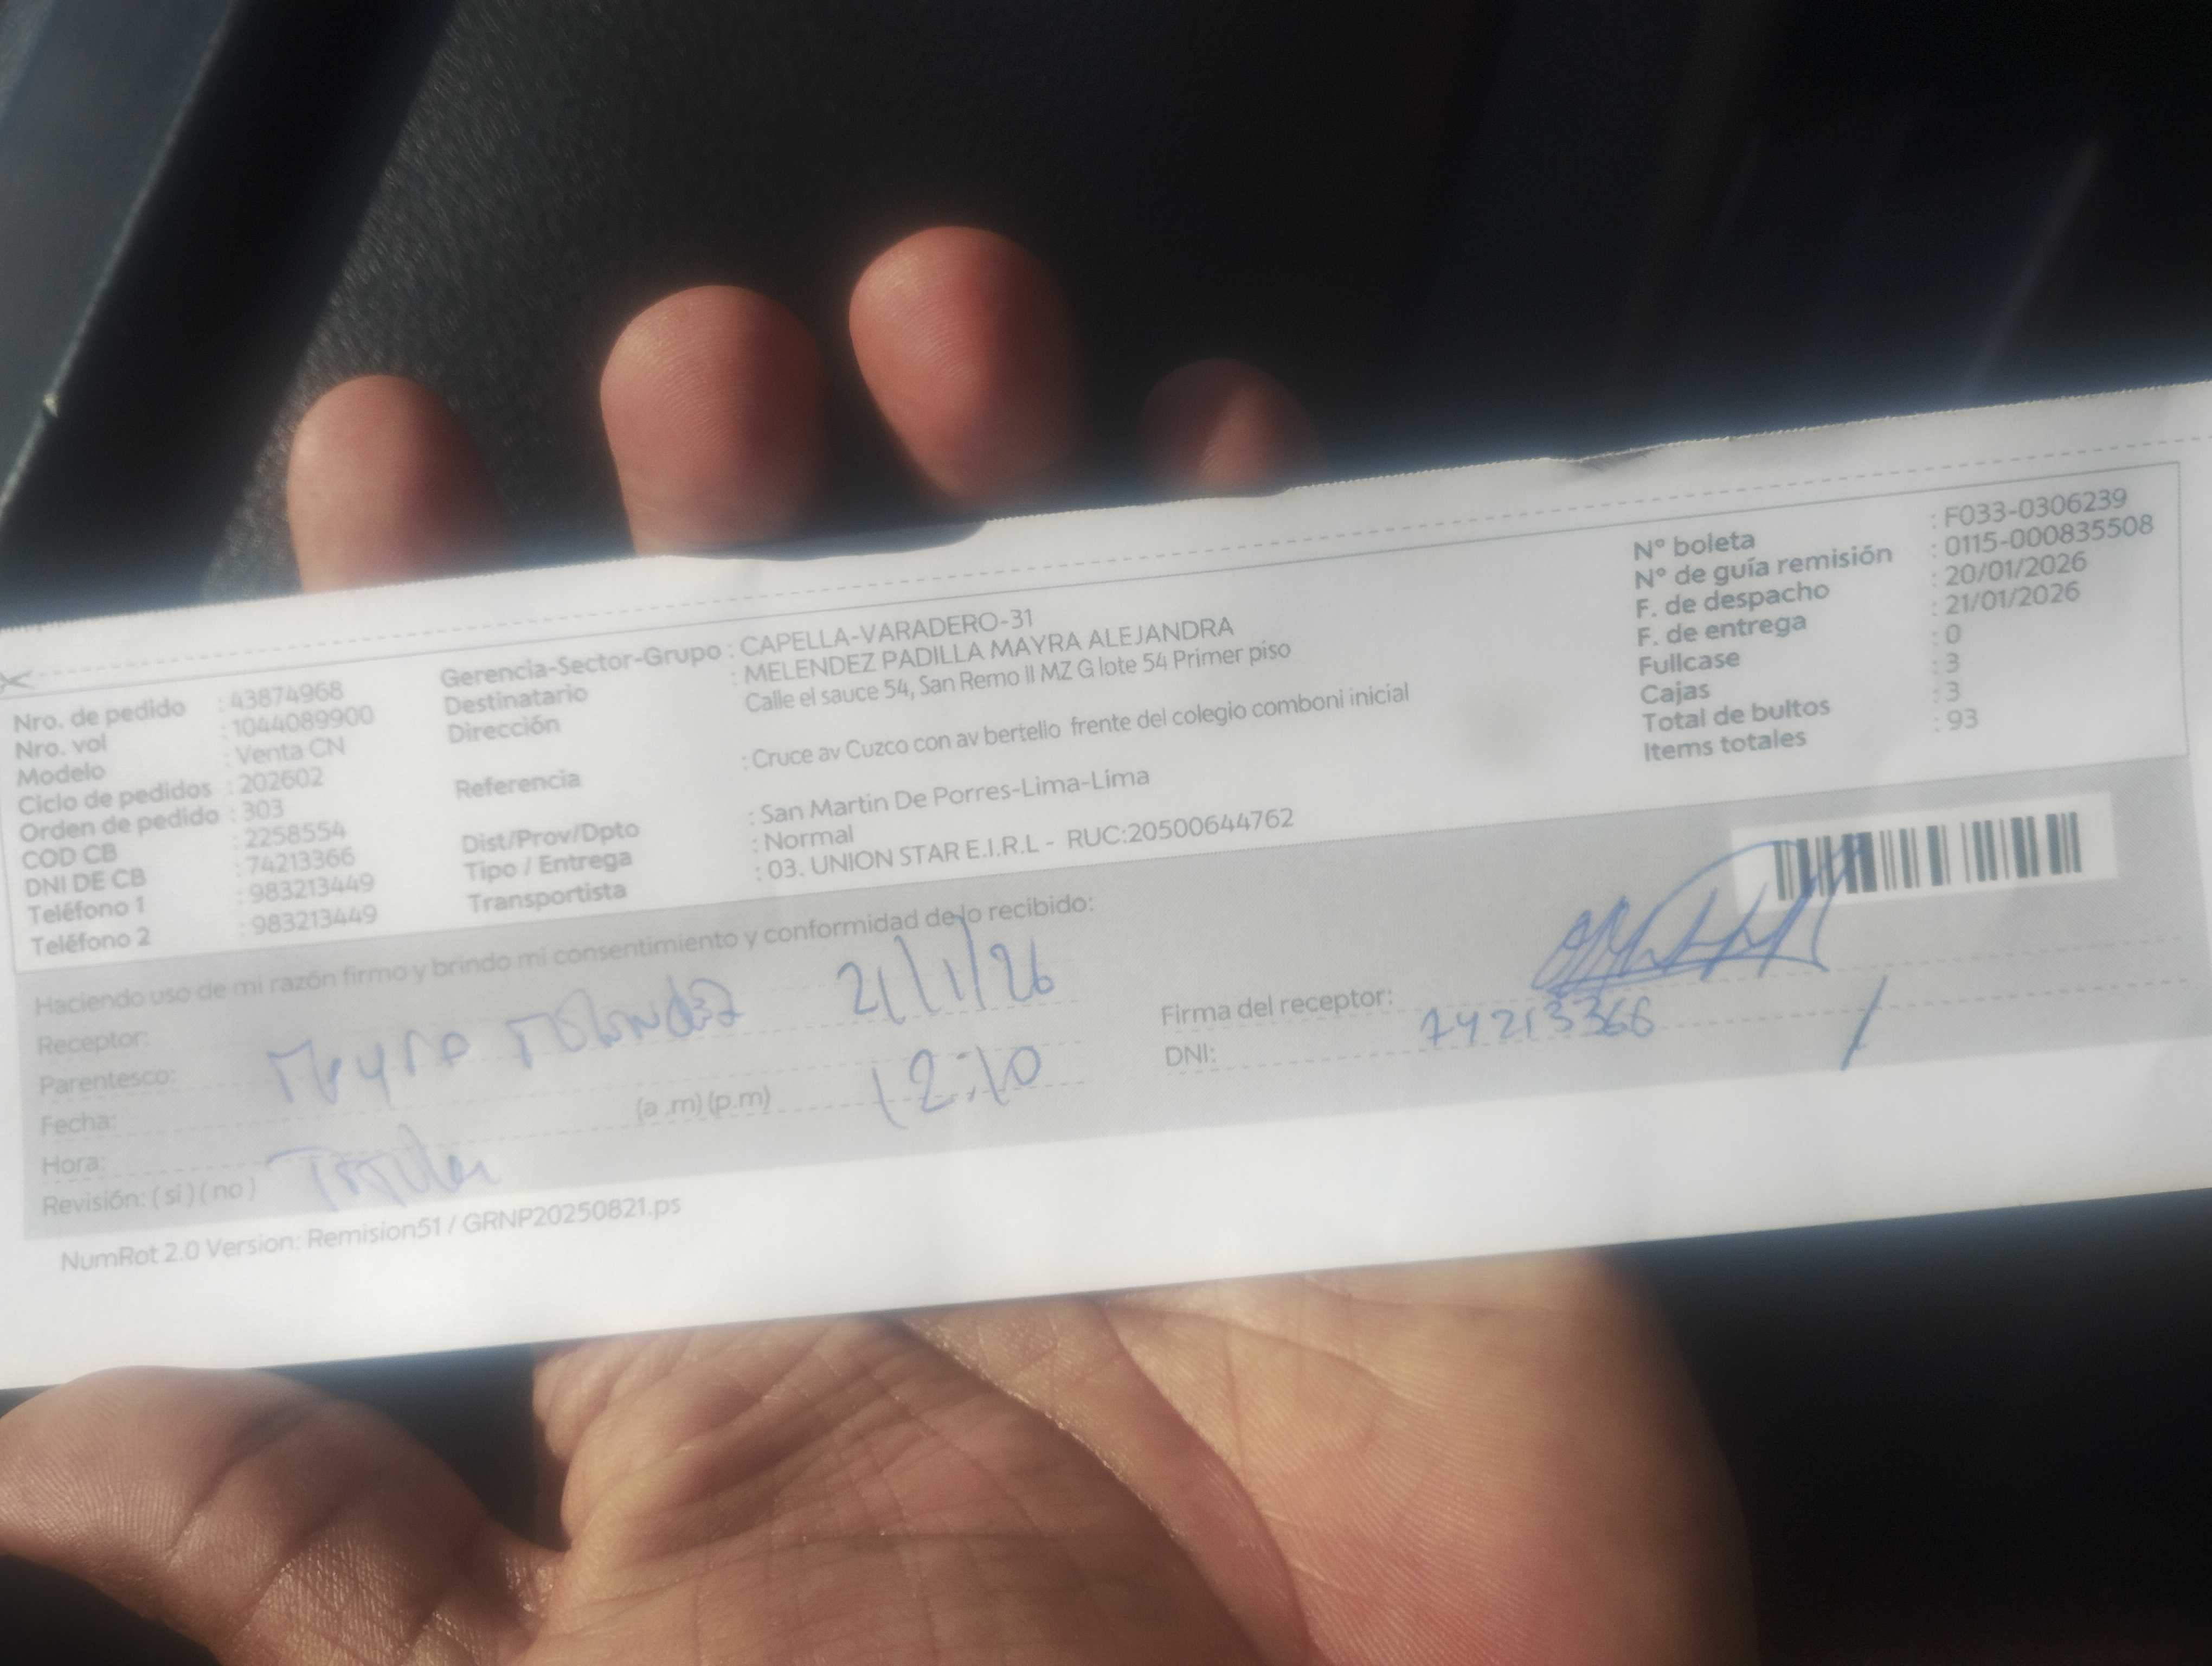 Nro. de pedido : 43874968
Nro. vol : 1044089900
Modelo : Venta CN
Ciclo de pedidos : 202602
Orden de pedido : 303
COD CB : 2258554
DNI DE CB : 74213366
Teléfono 1 : 983213449
Teléfono 2 : 983213449
Gerencia-Sector-Grupo : CAPELLA-VARADERO-31
Destinatario : MELENDEZ PADILLA MAYRA ALEJANDRA
Dirección : Calle el sauce 54, San Remo II MZ G lote 54 Primer piso
Referencia : Cruce av Cuzco con av bertello frente del colegio comboni inicial
Dist/Prov/Dpto : San Martin De Porres-Lima-Lima
Tipo / Entrega : Normal
Transportista : 03. UNION STAR E.I.R.L - RUC:20500644762
N° boleta : F033-0306239
N° de guía remisión : 0115-000835508
F. de despacho : 20/01/2026
F. de entrega : 21/01/2026
Fullcase : 0
Cajas : 3
Total de bultos : 3
Items totales : 93
Haciendo uso de mi razón firmo y brindo mi consentimiento y conformidad de lo recibido:
Receptor:
Parentesco:
Fecha: 21/1/26
Hora: (a .m) (p.m) 12:10
Revisión: ( si ) ( no )
Firma del receptor:
DNI: 74213366
NumRot 2.0 Version: Remision51 / GRNP20250821.ps